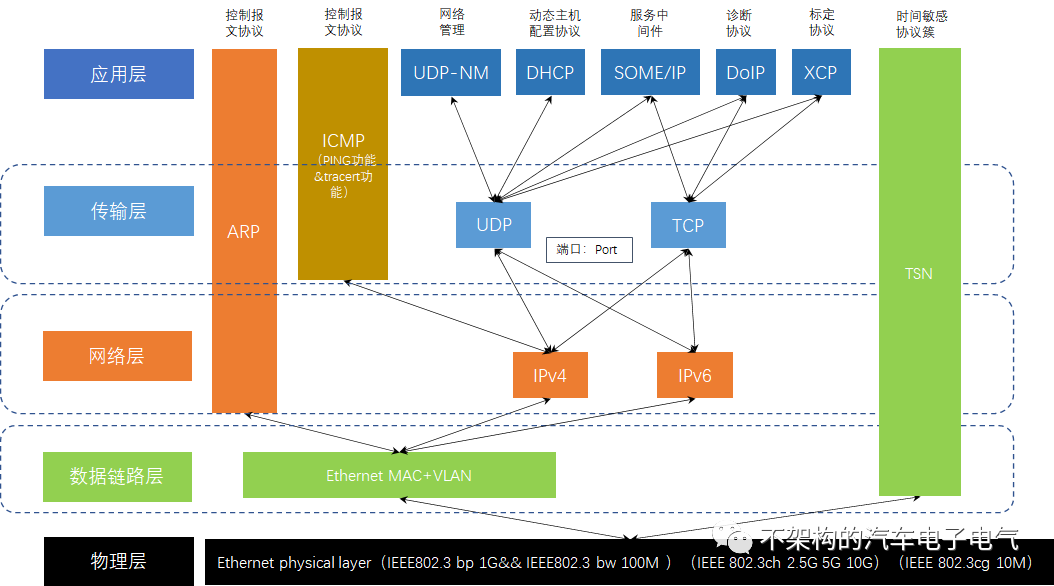 控制报
文协议
控制报
文协议
网络
管理
动态主机
配置协议
服务中
间件
诊断
协议
标定
协议
时间敏感
协议簇
应用层
UDP-NM
DHCP
SOME/IP
DoIP
XCP
ICMP
（PING功能
&tracert功
能）
传输层
ARP
UDP
TCP
端口：Port
TSN
网络层
IPv4
IPv6
数据链路层
Ethernet MAC+VLAN
不架构的汽车电子电气
物理层
Ethernet physical layer（IEEE802.3 bp 1G&& IEEE802.3 bw 100M ）（IEEE 802.3ch 2.5G 5G 10G）（IEEE 802.3cg 10M）